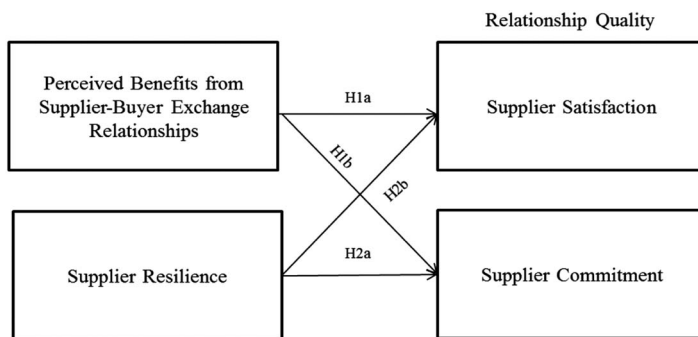 Relationship Quality
Perceived Benefits from
Supplier-Buyer Exchange
Relationships
H1a
Supplier Satisfaction
H1b
H2b
Supplier Resilience
H2a
Supplier Commitment